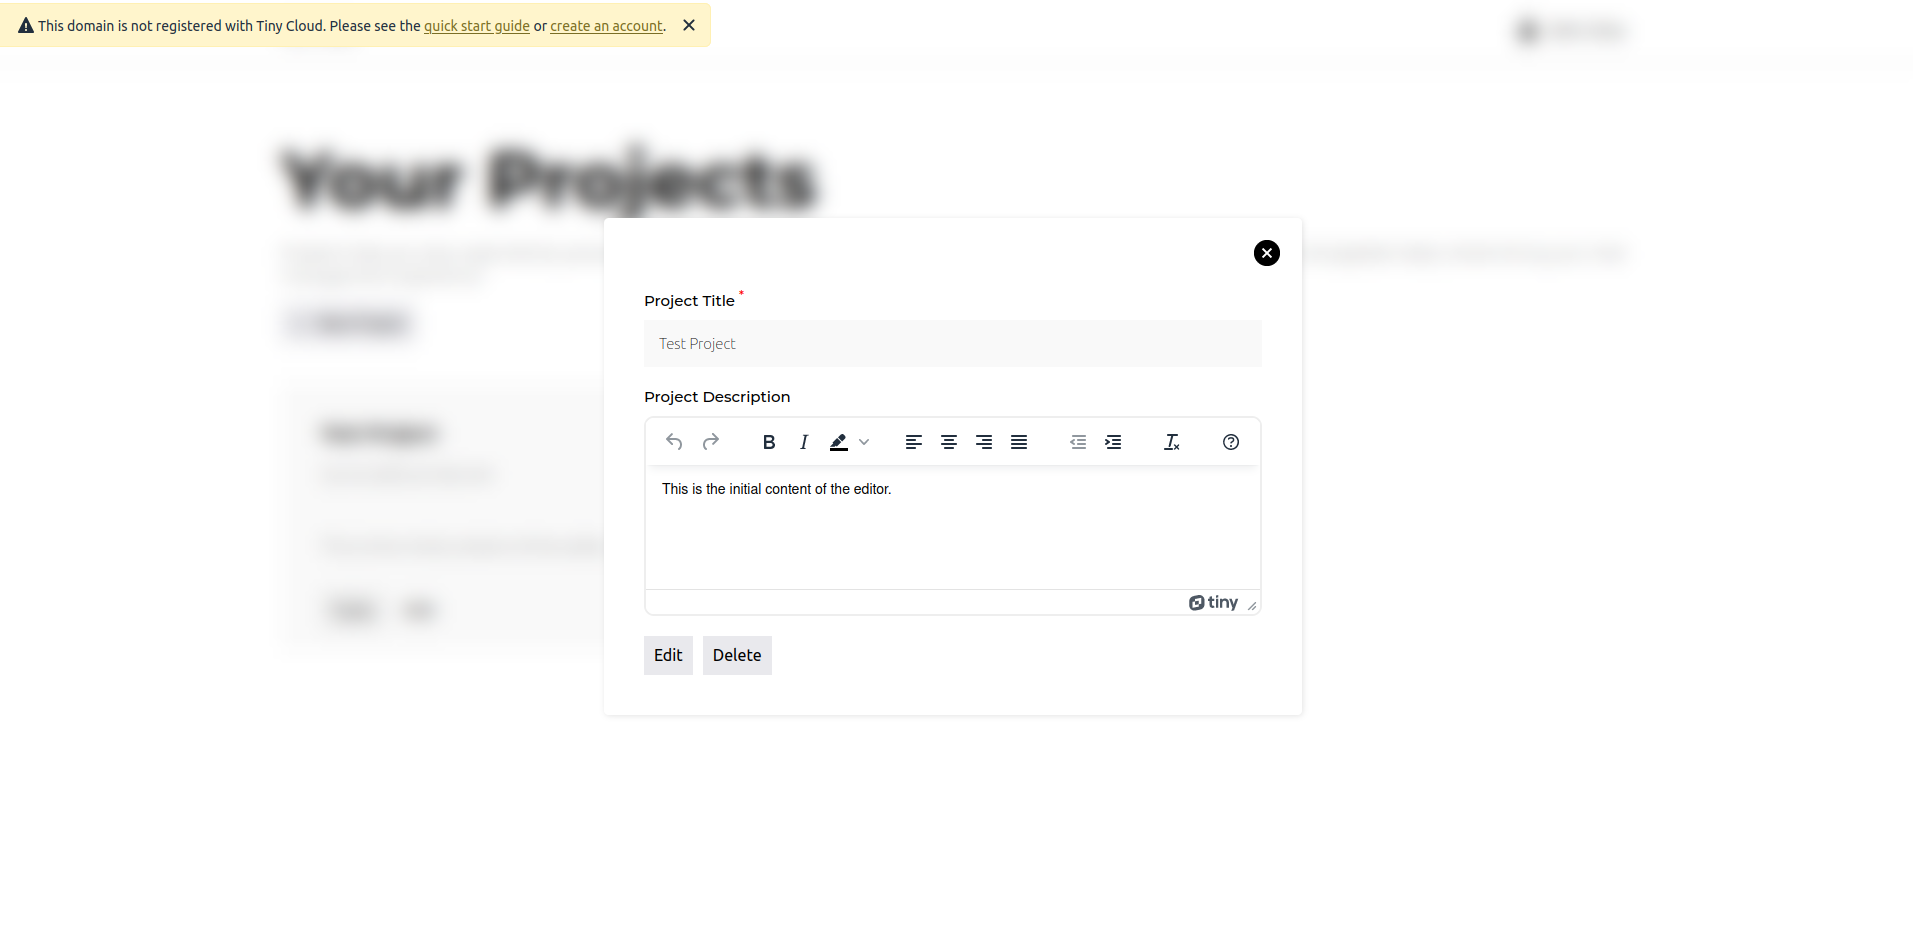 This domain is not registered with Tiny Cloud. Please see the quick start guide or create an account.
Your Projects
Project Title *
Test Project
Project Description
B I
This is the initial content of the editor.
tiny
Edit Delete